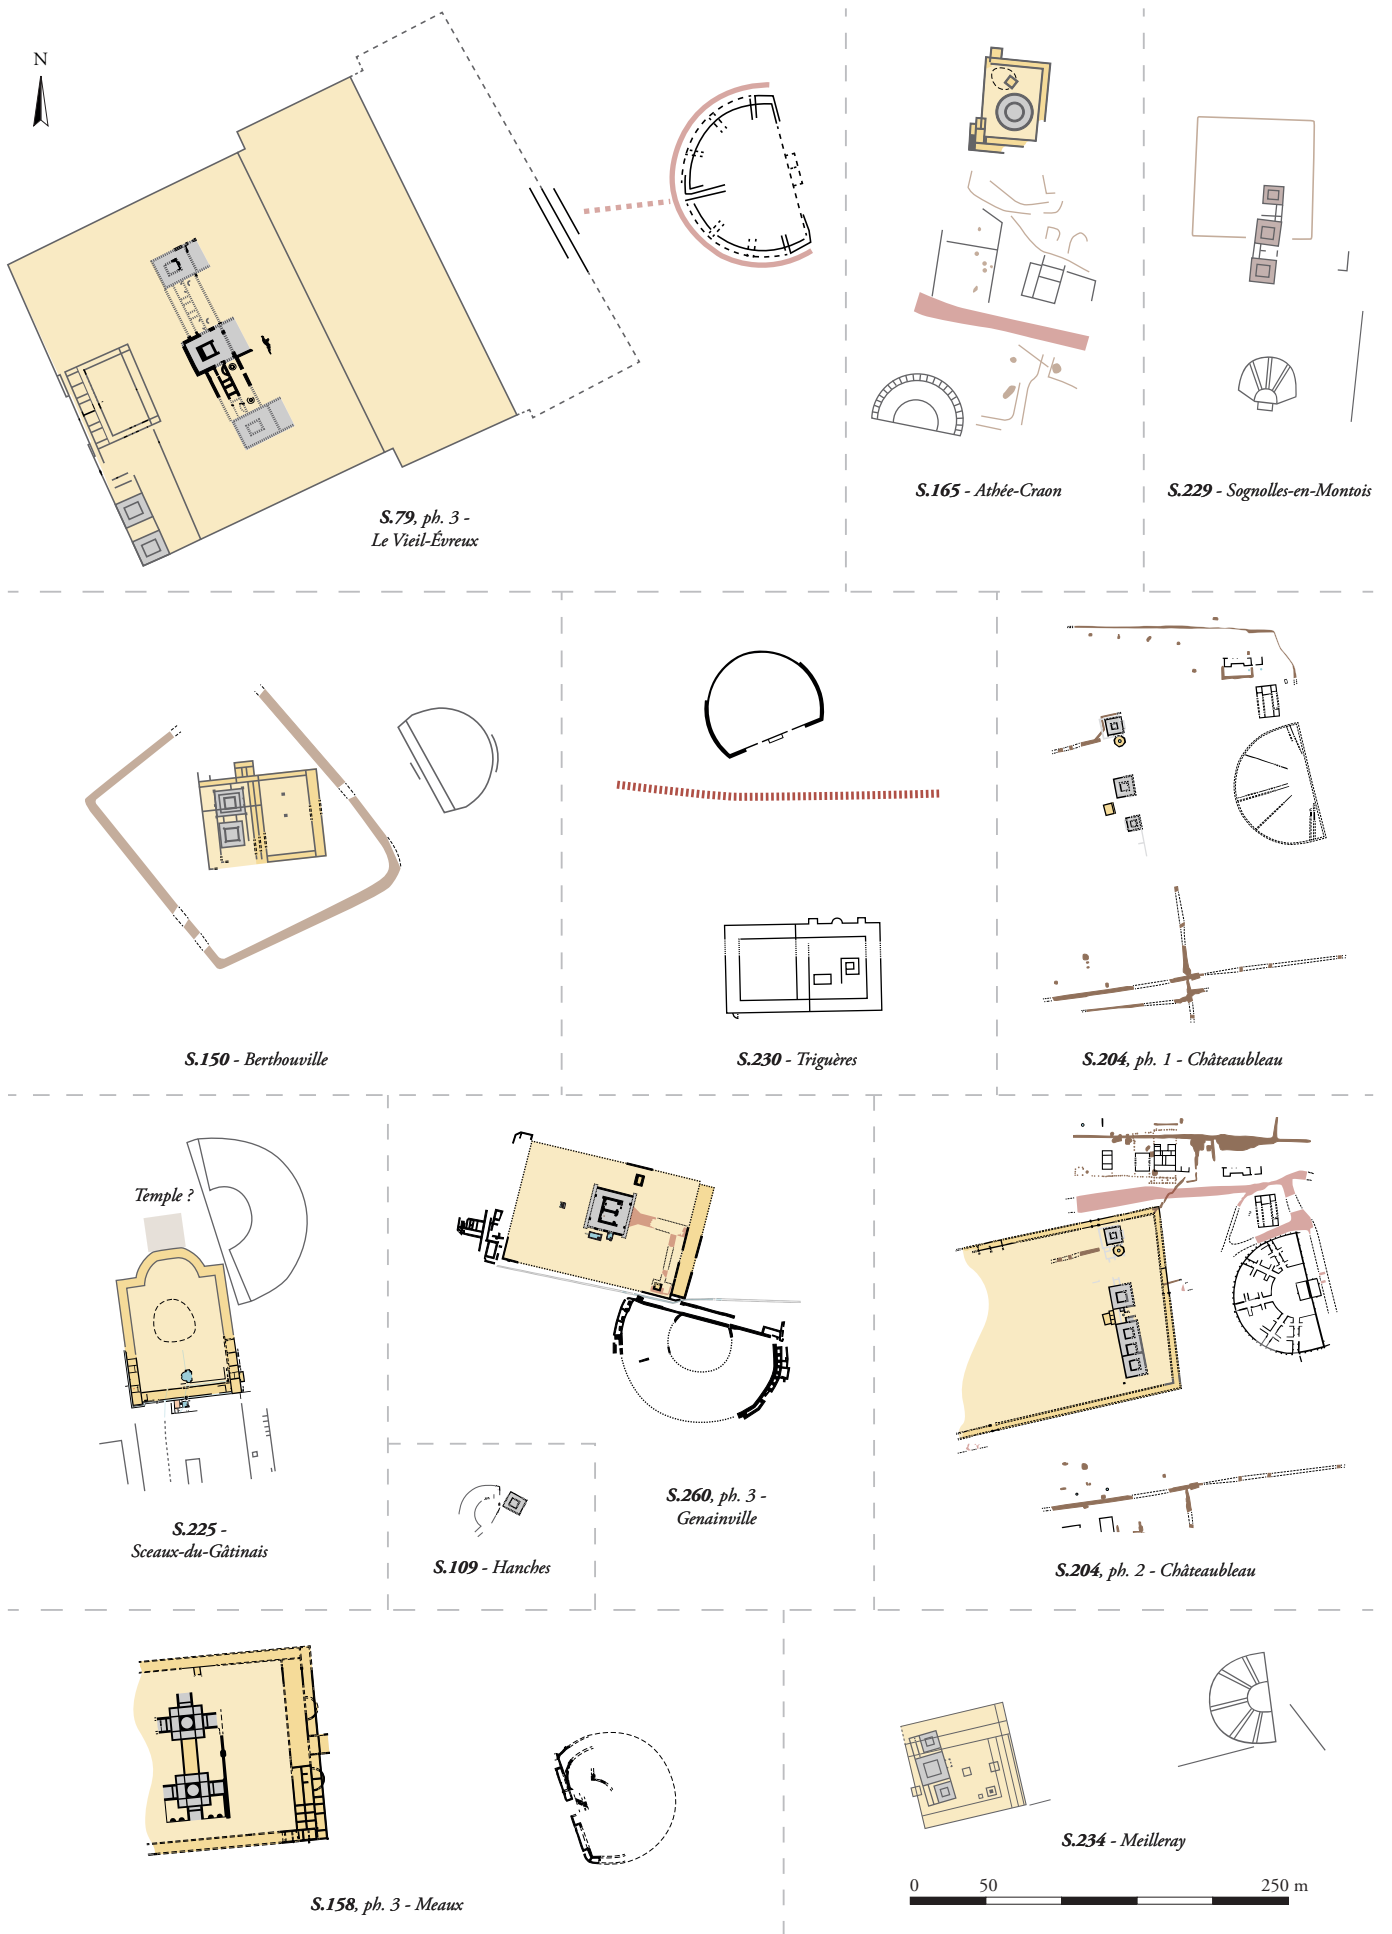 N
S.79, ph. 3 -
Le Vieil-Évreux
S.165 - Athée-Craon
S.229 - Sognolles-en-Montois
S.150 - Berthouville
S.230 - Triguères
S.204, ph. 1 - Châteaubleau
Temple ?
S.225 -
Sceaux-du-Gâtinais
S.109 - Hanches
S.260, ph. 3 -
Genainville
S.204, ph. 2 - Châteaubleau
S.158, ph. 3 - Meaux
S.234 - Meilleray
0 50 250 m